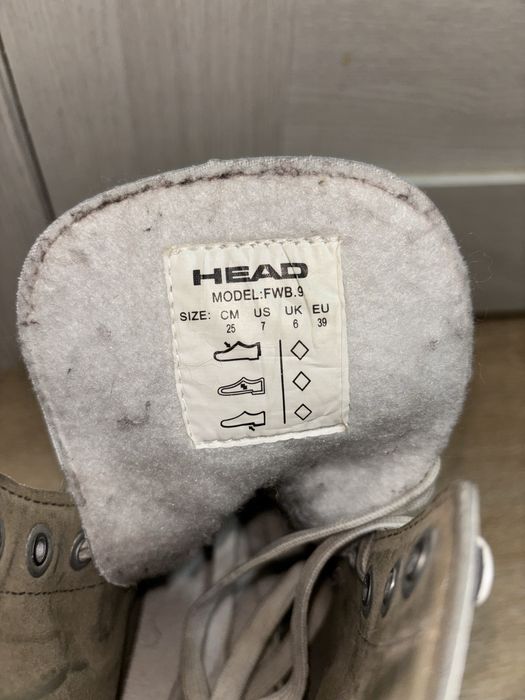 HEAD
MODEL:FWB.9
SIZE: CM US UK EU
25 7 6 39